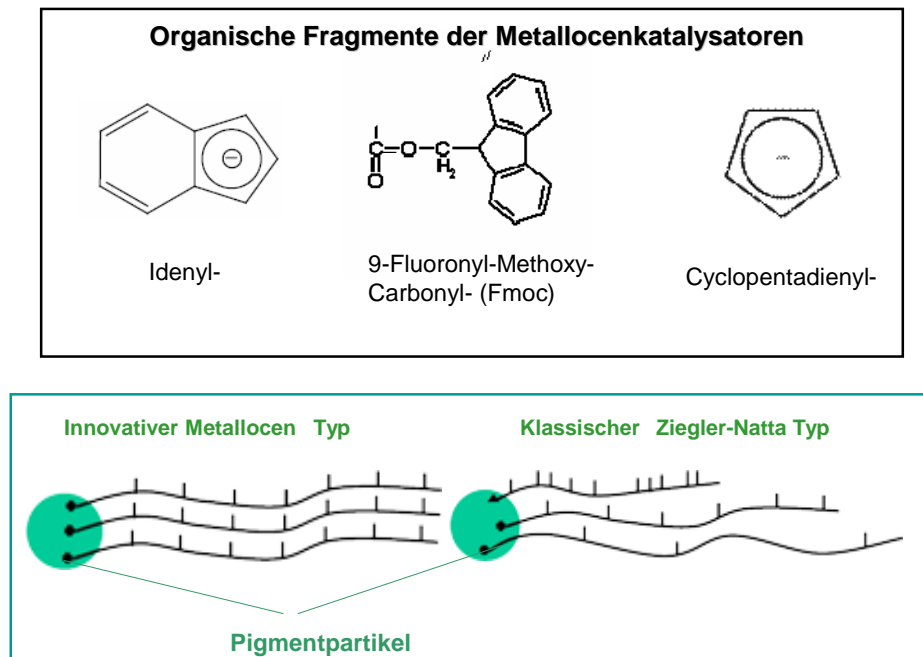 Organische Fragmente der Metallocenkatalysatoren
C
O
C
H2
O
Idenyl-
9-Fluoronyl-Methoxy-
Carbonyl- (Fmoc)
Cyclopentadienyl-
Innovativer Metallocen Typ
Klassischer Ziegler-Natta Typ
Pigmentpartikel